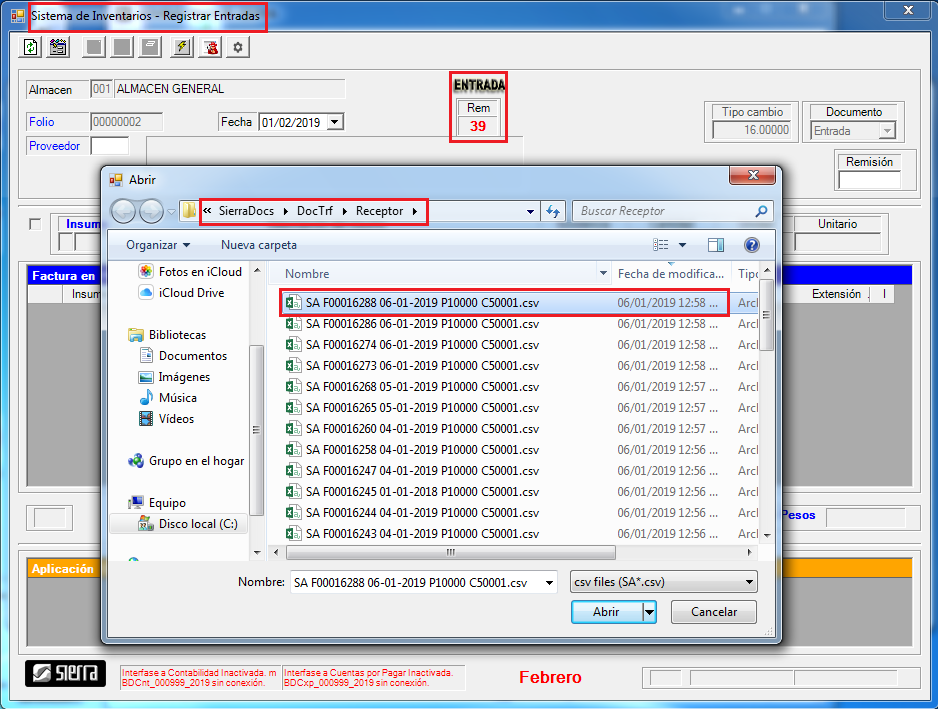 Sistema de Inventarios - Registrar Entradas
Almacen 001 ALMACEN GENERAL
ENTRADA
Rem
39
Folio 00000002
Fecha 01/02/2019
Tipo cambio
16.00000
Documento
Entrada
Proveedor
Remisión
Insum
Unitario
Factura en
Insum
Extensión I
Abrir
« SierraDocs DocTrf Receptor
Buscar Receptor
Organizar
Nueva carpeta
Fotos en iCloud
iCloud Drive
Bibliotecas
Documentos
Imágenes
Música
Vídeos
Grupo en el hogar
Equipo
Disco local (C:)
Nombre Fecha de modifica... Tipo
SA F00016288 06-01-2019 P10000 C50001.csv 06/01/2019 12:58 ... Arcl
SA F00016286 06-01-2019 P10000 C50001.csv 06/01/2019 12:58 ... Arcl
SA F00016274 06-01-2019 P10000 C50001.csv 06/01/2019 12:58 ... Arcl
SA F00016273 06-01-2019 P10000 C50001.csv 06/01/2019 12:58 ... Arcl
SA F00016268 05-01-2019 P10000 C50001.csv 06/01/2019 12:57 ... Arcl
SA F00016265 05-01-2019 P10000 C50001.csv 06/01/2019 12:57 ... Arcl
SA F00016260 04-01-2019 P10000 C50001.csv 06/01/2019 12:57 ... Arcl
SA F00016258 04-01-2019 P10000 C50001.csv 06/01/2019 12:56 ... Arcl
SA F00016247 04-01-2019 P10000 C50001.csv 06/01/2019 12:56 ... Arcl
SA F00016245 01-01-2018 P10000 C50001.csv 06/01/2019 12:56 ... Arcl
SA F00016244 04-01-2019 P10000 C50001.csv 06/01/2019 12:56 ... Arcl
SA F00016243 04-01-2019 P10000 C50001.csv 06/01/2019 12:56 ... Arcl
Nombre: SA F00016288 06-01-2019 P10000 C50001.csv
csv files (SA*.csv)
Abrir
Cancelar
Pesos
Aplicación
sierra
Interfase a Contabilidad Inactivada. m
BDCnt_000999_2019 sin conexión.
Interfase a Cuentas por Pagar Inactivada.
BDCxp_000999_2019 sin conexión.
Febrero